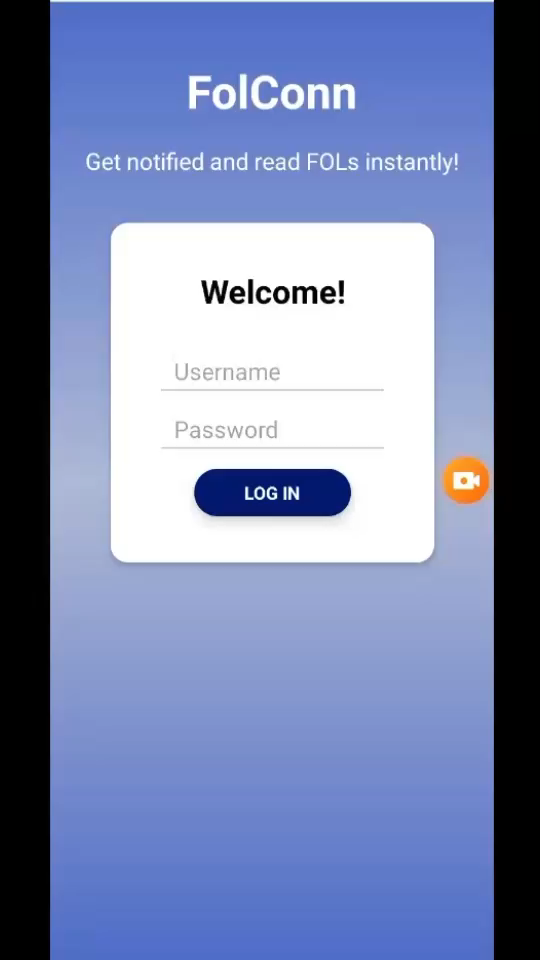 FolConn
Get notified and read FOLs instantly!
Welcome!
Username
Password
LOG IN